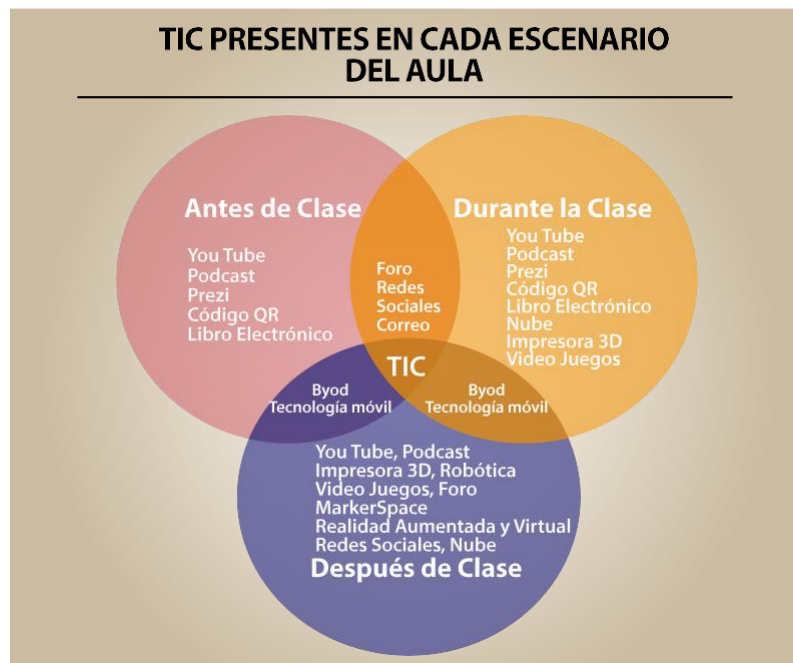 TIC PRESENTES EN CADA ESCENARIO
DEL AULA
Antes de Clase
You Tube
Podcast
Prezi
Código QR
Libro Electrónico
Foro
Redes
Sociales
Correo
Durante la Clase
You Tube
Podcast
Prezi
Código QR
Libro Electrónico
Nube
Impresora 3D
Video Juegos
TIC
Byod
Tecnología móvil
Byod
Tecnología móvil
You Tube, Podcast
Impresora 3D, Robótica
Video Juegos, Foro
MarkerSpace
Realidad Aumentada y Virtual
Redes Sociales, Nube
Después de Clase